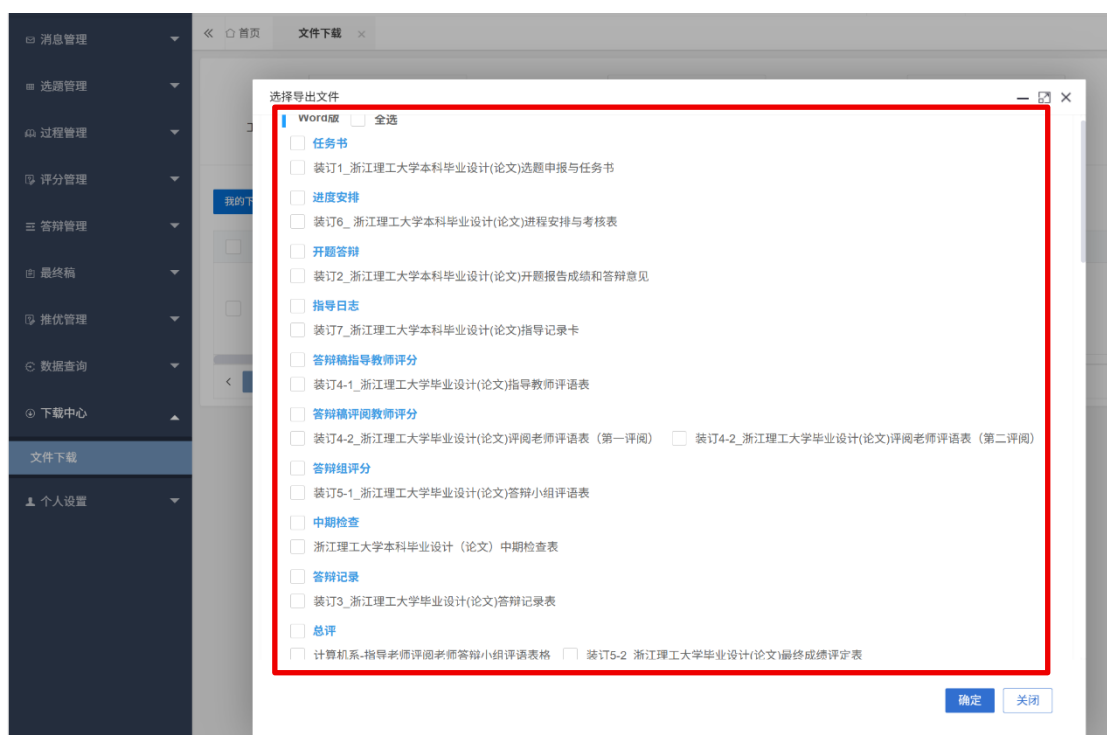 消息管理
选题管理
过程管理
评分管理
答辩管理
最终稿
推优管理
数据查询
下载中心
文件下载
个人设置
首页 文件下载
我的下
选择导出文件
Word版 全选
任务书
装订1_浙江理工大学本科毕业设计(论文)选题申报与任务书
进度安排
装订6_ 浙江理工大学本科毕业设计(论文)进程安排与考核表
开题答辩
装订2_浙江理工大学本科毕业设计(论文)开题报告成绩和答辩意见
指导日志
装订7_浙江理工大学本科毕业设计(论文)指导记录卡
答辩稿指导教师评分
装订4-1_浙江理工大学毕业设计(论文)指导教师评语表
答辩稿评阅教师评分
装订4-2_浙江理工大学毕业设计(论文)评阅老师评语表（第一评阅） 装订4-2_浙江理工大学毕业设计(论文)评阅老师评语表（第二评阅）
答辩组评分
装订5-1_浙江理工大学毕业设计(论文)答辩小组评语表
中期检查
浙江理工大学本科毕业设计（论文）中期检查表
答辩记录
装订3_浙江理工大学毕业设计(论文)答辩记录表
总评
计算机系-指导老师评阅老师答辩小组评语表格 装订5-2_浙江理工大学毕业设计(论文)最终成绩评定表
确定 关闭